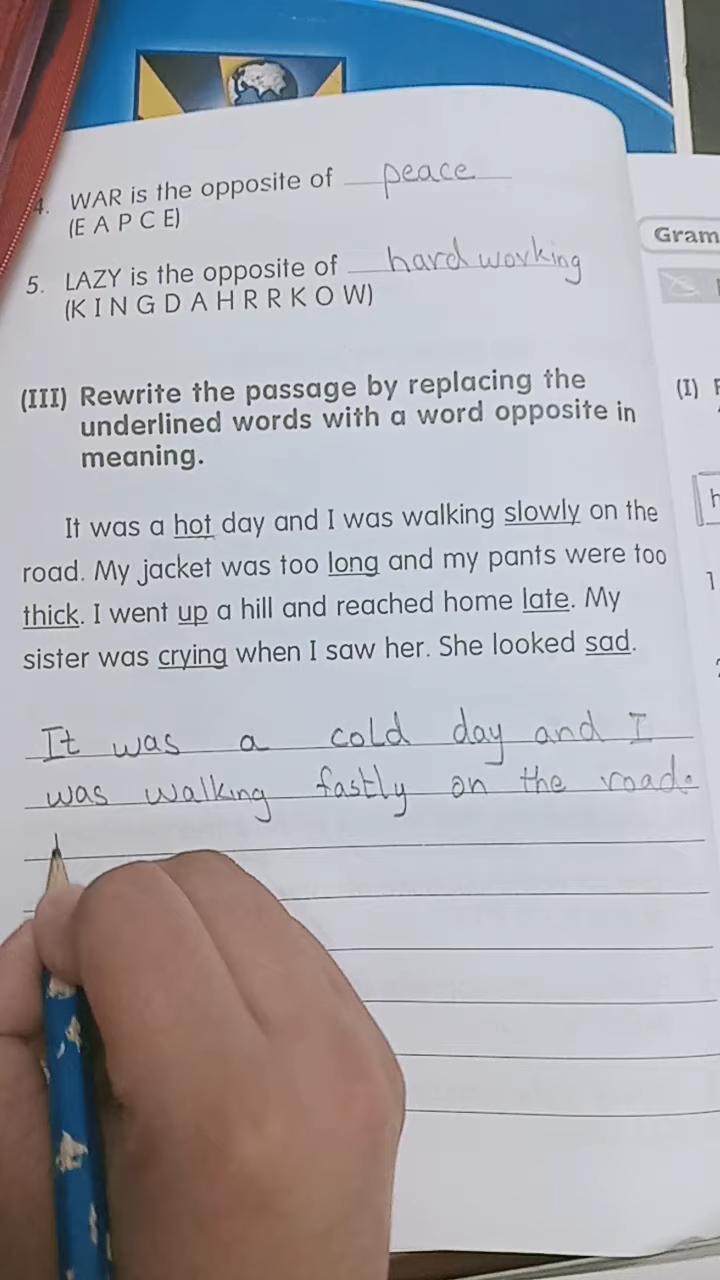 4. WAR is the opposite of peace
(E A P C E)
5. LAZY is the opposite of hard working
(K I N G D A H R R K O W)
(III) Rewrite the passage by replacing the
underlined words with a word opposite in
meaning.
It was a hot day and I was walking slowly on the
road. My jacket was too long and my pants were too
thick. I went up a hill and reached home late. My
sister was crying when I saw her. She looked sad.
It was a cold day and I
was walking fastly on the road.
Gram
(I)